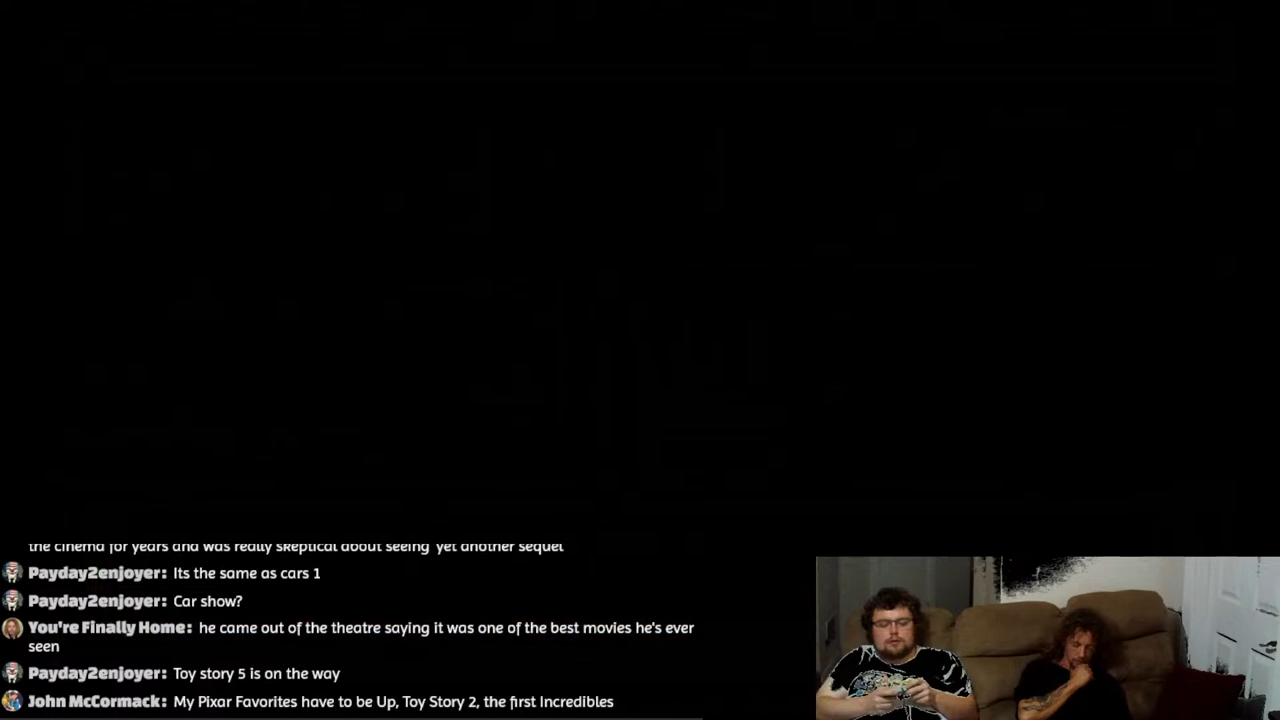 the cinema for years and was really skeptical about seeing yet another sequel
Payday2enjoyer: Its the same as cars 1
Payday2enjoyer: Car show?
You're Finally Home: he came out of the theatre saying it was one of the best movies he's ever
seen
Payday2enjoyer: Toy story 5 is on the way
John McCormack: My Pixar Favorites have to be Up, Toy Story 2, the first Incredibles